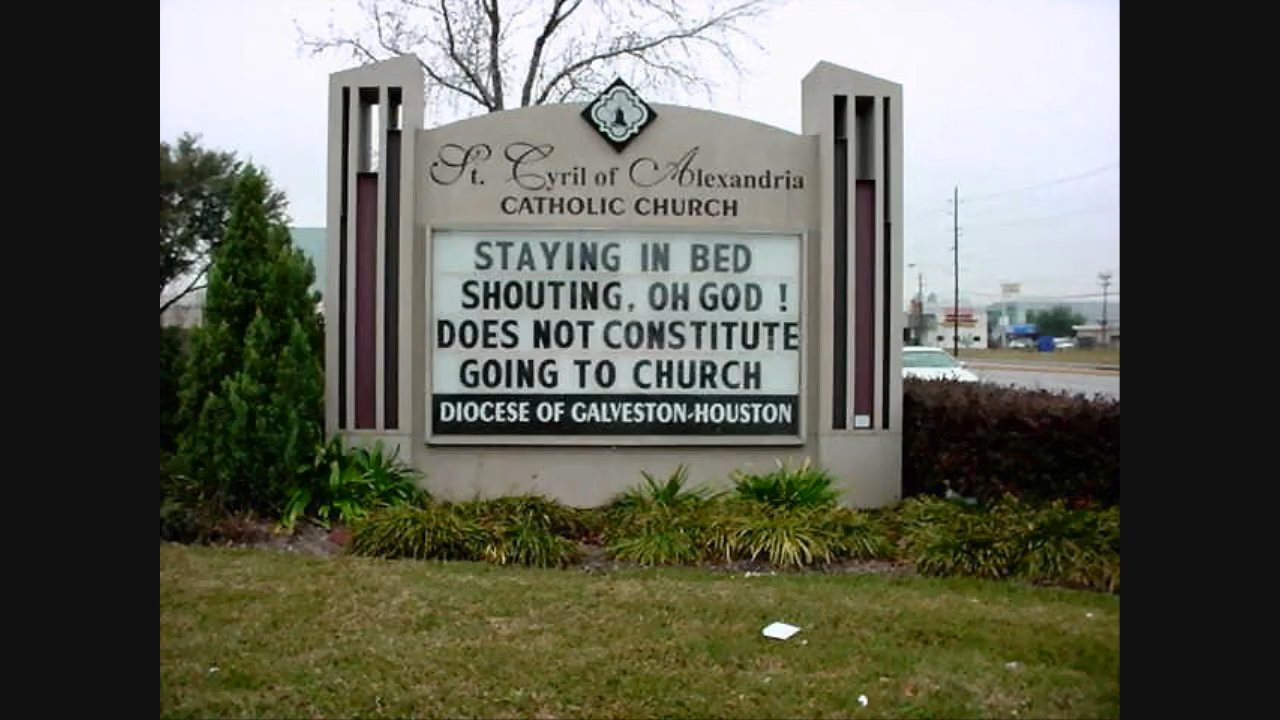 St. Cyril of Alexandria
CATHOLIC CHURCH
STAYING IN BED
SHOUTING, OH GOD !
DOES NOT CONSTITUTE
GOING TO CHURCH
DIOCESE OF GALVESTON-HOUSTON